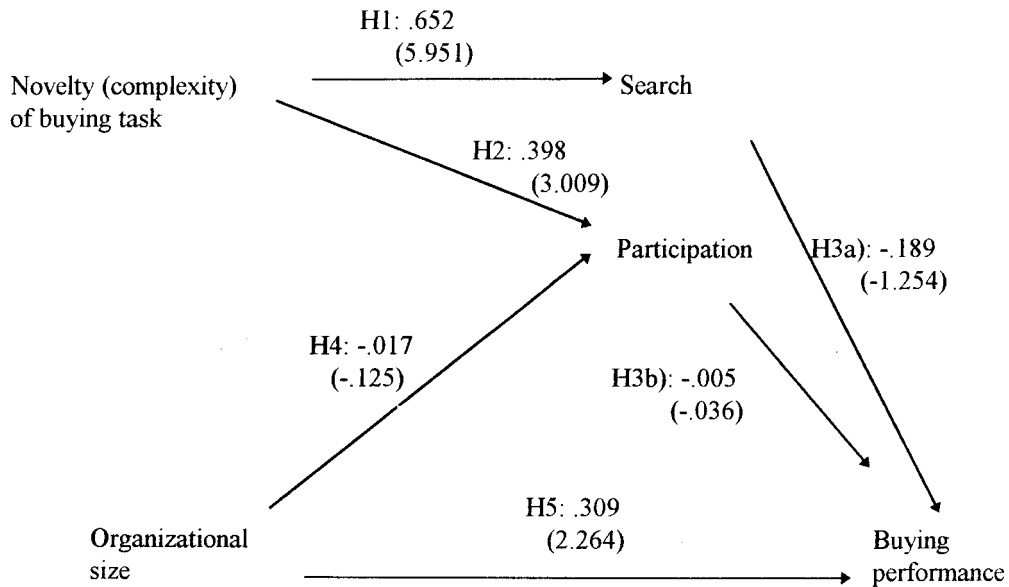 H1: .652
(5.951)
Novelty (complexity)
of buying task
Search
H2: .398
(3.009)
Participation
H3a): -.189
(-1.254)
H4: -.017
(-.125)
H3b): -.005
(-.036)
H5: .309
(2.264)
Organizational
size
Buying
performance